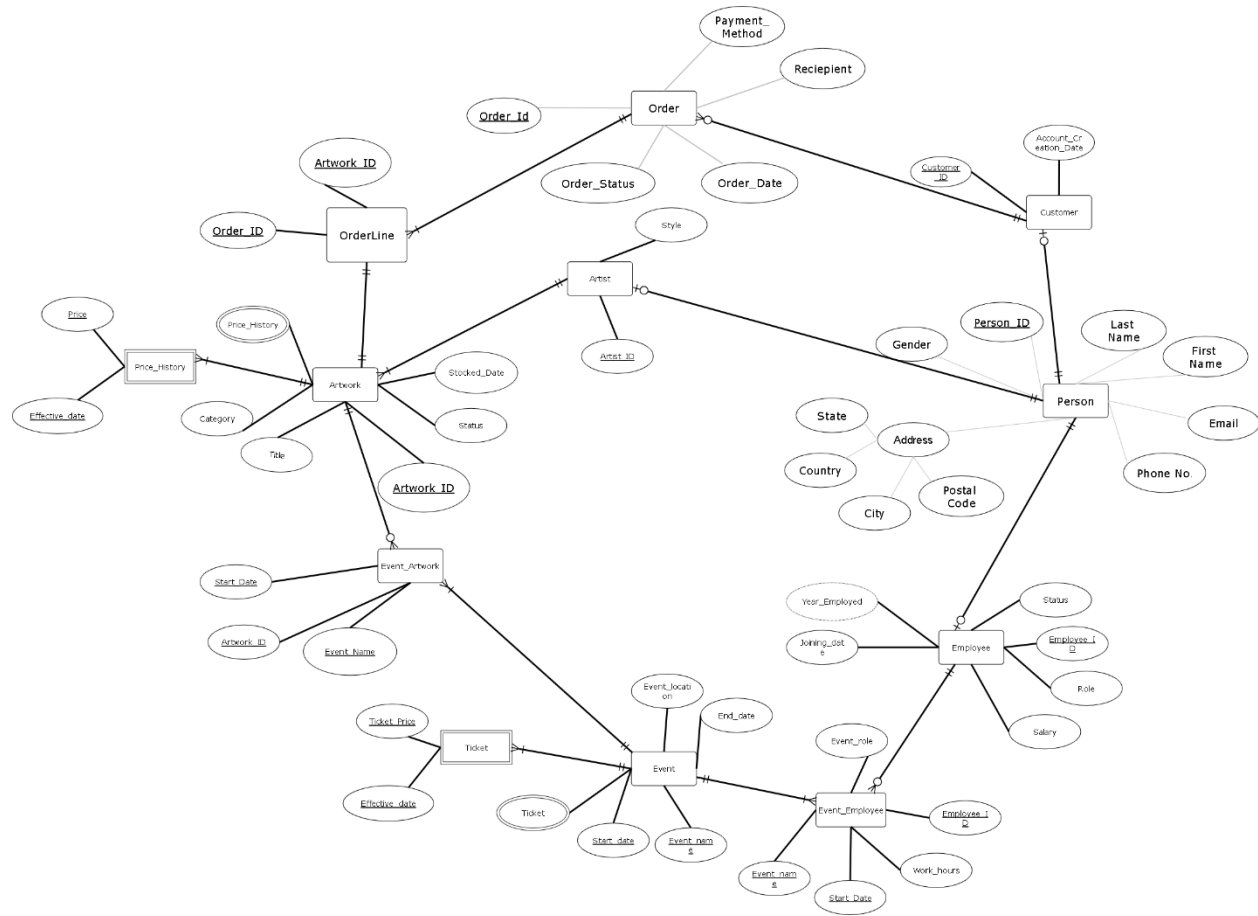 Payment_
Method
Reciepient
Order
Order_Id
Order_Status
Order_Date
Account_Cr
eation_Date
Customer
_ID
Customer
Artwork_ID
Order_ID
OrderLine
Style
Artist
Artist_ID
Price
Price_History
Effective_date
Price_History
Artwork
Stocked_Date
Category
Title
Status
Artwork_ID
Person_ID
Last
Name
First
Name
Gender
Person
Email
Phone No.
State
Address
Country
City
Postal
Code
Event_Artwork
Start_Date
Artwork_ID
Event_Name
Year_Employed
Status
Joining_dat
e
Employee
Employee_I
D
Role
Salary
Event_locati
on
End_date
Ticket_Price
Ticket
Effective_date
Event
Ticket
Start_date
Event_nam
e
Event_role
Event_Employee
Employee_I
D
Event_nam
e
Start_Date
Work_hours